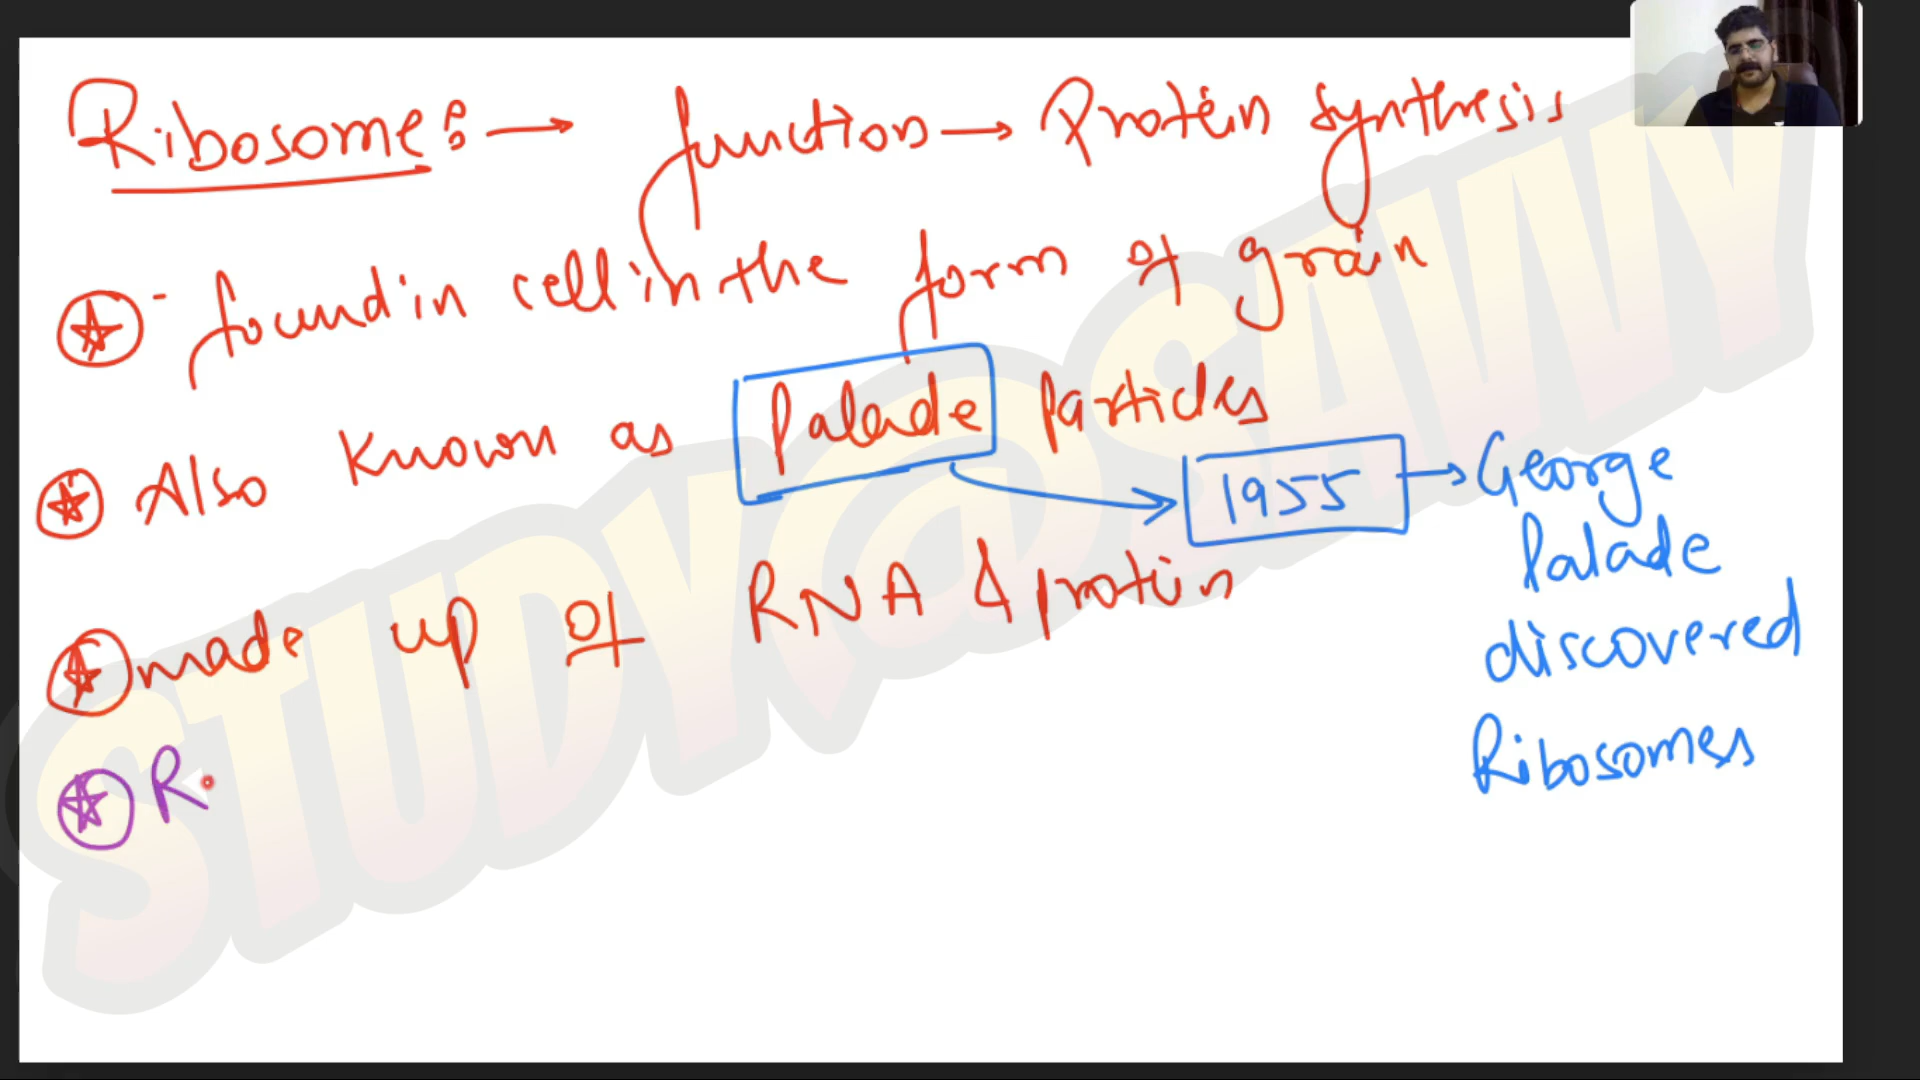 Ribosome: → function → Protein synthesis
- found in cell in the form of grain
Also known as Palade Particles
1955 → George
Palade
discovered
Ribosomes
made up of RNA & protein
R
STUDY@SAVVY